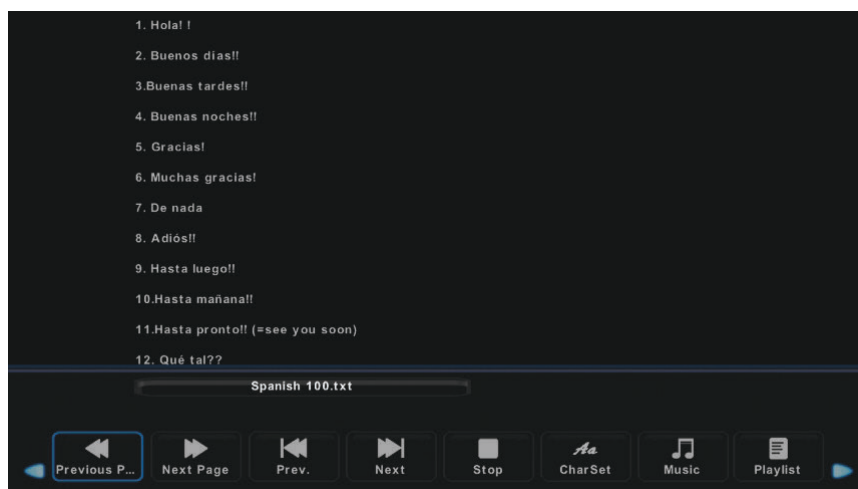 1. Hola! !
2. Buenos dias!!
3.Buenas tardes!!
4. Buenas noches!!
5. Gracias!
6. Muchas gracias!
7. De nada
8. Adiós!!
9. Hasta luego!!
10.Hasta mañana!!
11.Hasta pronto!! (=see you soon)
12. Qué tal??
Spanish 100.txt
Previous P... Next Page Prev. Next Stop Aa CharSet Music Playlist